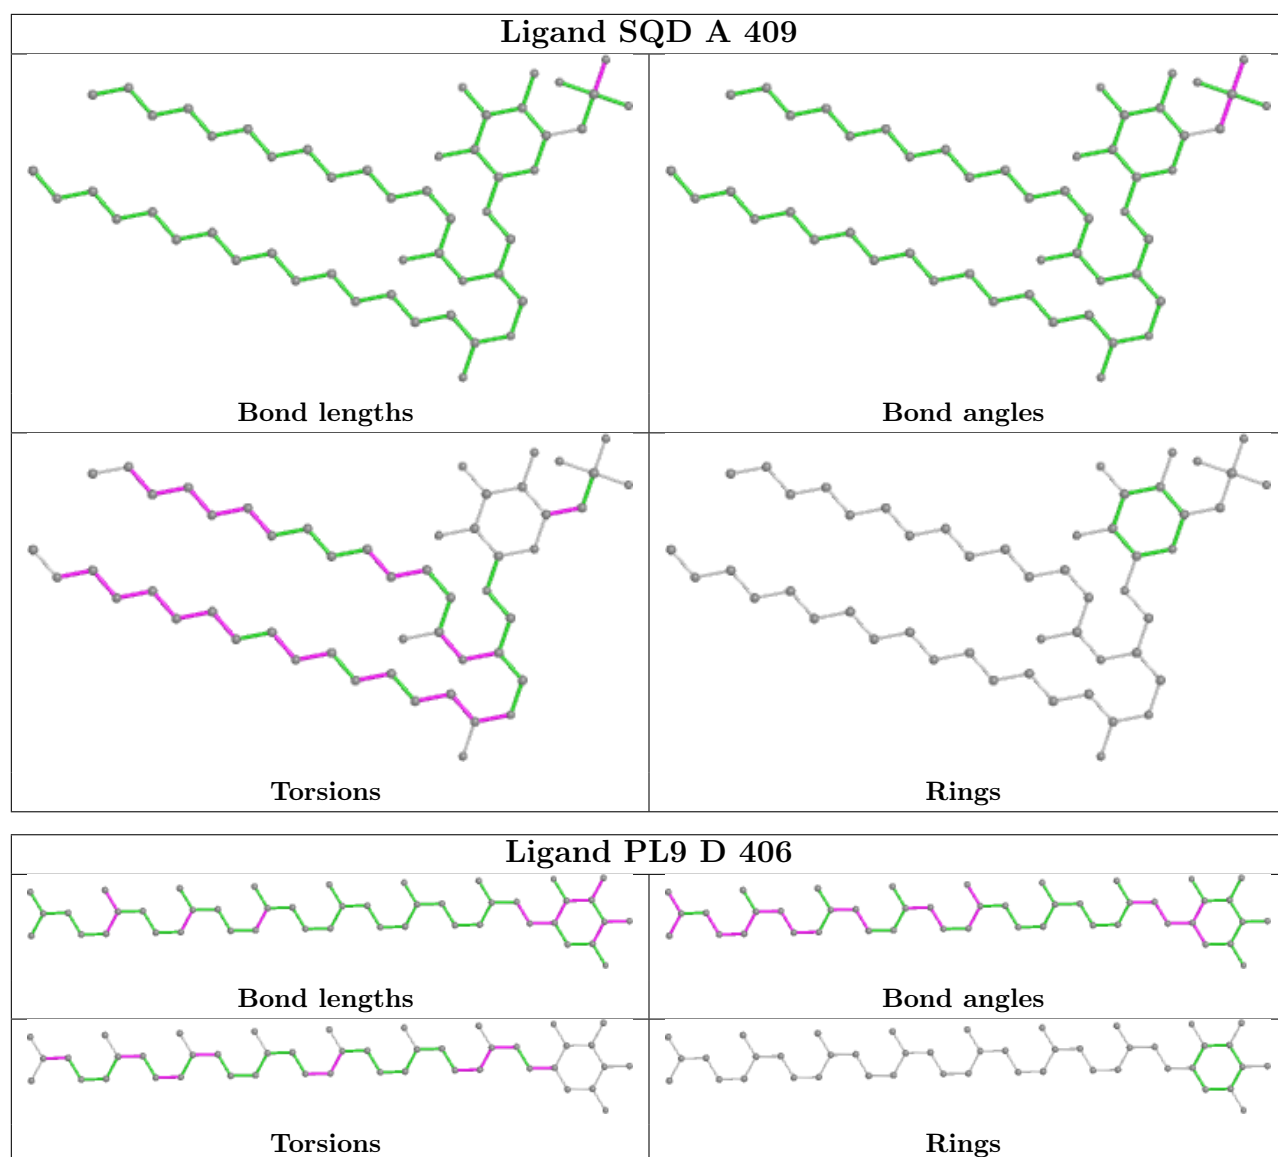 Ligand SQD A 409
Bond lengths
Bond angles
Torsions
Rings
Ligand PL9 D 406
Bond lengths
Bond angles
Torsions
Rings